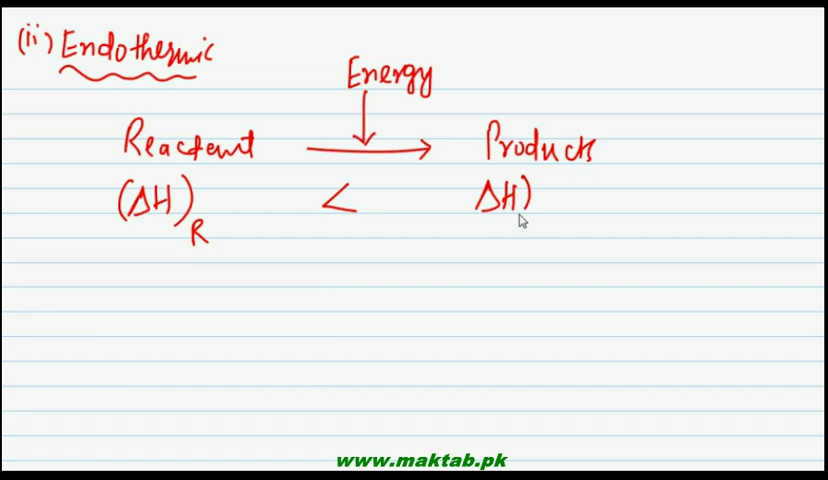 (ii) Endothermic
Energy
Reactant → Products
(ΔH)R < ΔH)
www.maktab.pk